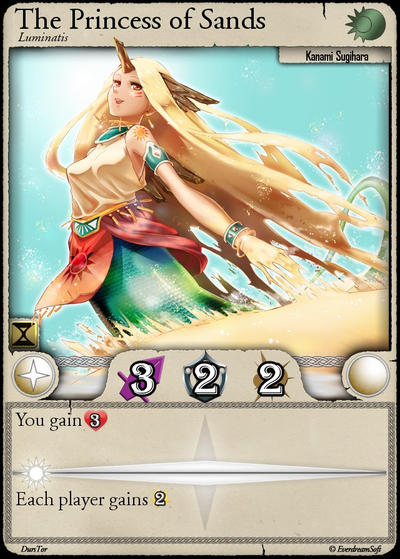 The Princess of Sands
Luminatis
Kanami Sugihara
3 2 2
You gain 3
Each player gains 2
DunTor
© EverdreamSoft